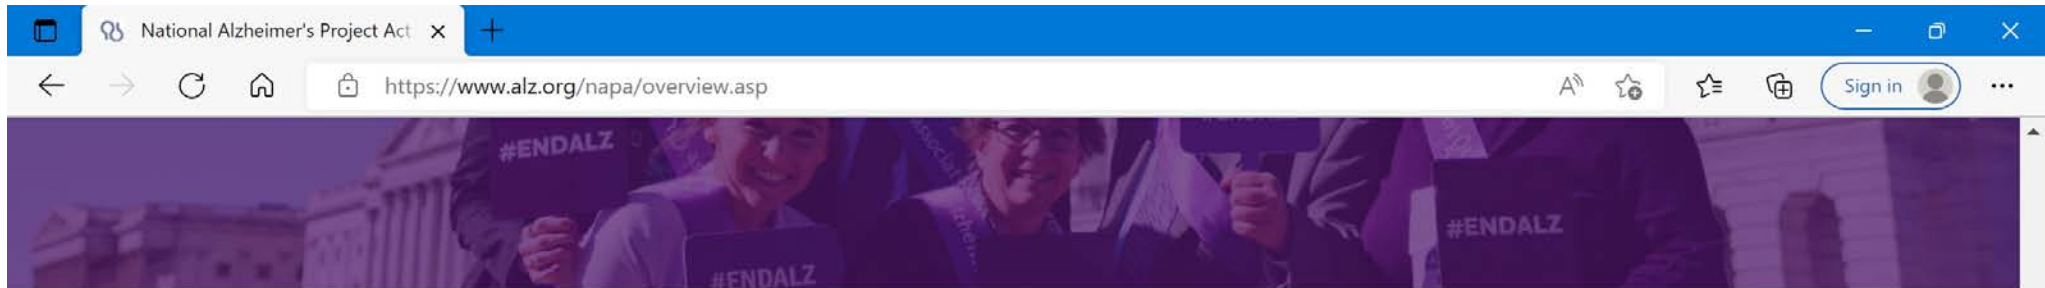 National Alzheimer's Project Act
https://www.alz.org/napa/overview.asp
Sign in
#ENDALZ
#ENDALZ
#ENDALZ